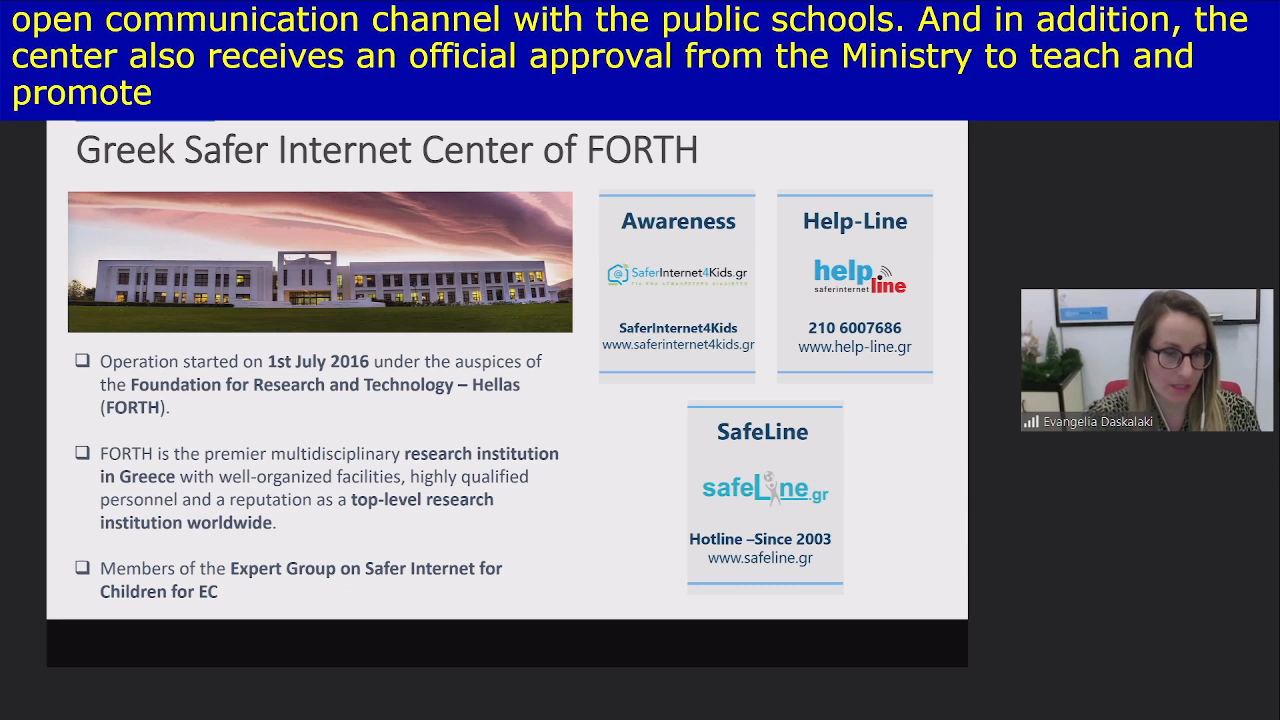 open communication channel with the public schools. And in addition, the
center also receives an official approval from the Ministry to teach and
promote
Greek Safer Internet Center of FORTH
Awareness
SaferInternet4Kids.gr
SaferInternet4Kids
www.saferinternet4kids.gr
Help-Line
help
saferinternet line
210 6007686
www.help-line.gr
❑ Operation started on 1st July 2016 under the auspices of
the Foundation for Research and Technology – Hellas
(FORTH).
❑ FORTH is the premier multidisciplinary research institution
in Greece with well-organized facilities, highly qualified
personnel and a reputation as a top-level research
institution worldwide.
❑ Members of the Expert Group on Safer Internet for
Children for EC
SafeLine
safeLine.gr
Hotline –Since 2003
www.safeline.gr
Evangelia Daskalaki